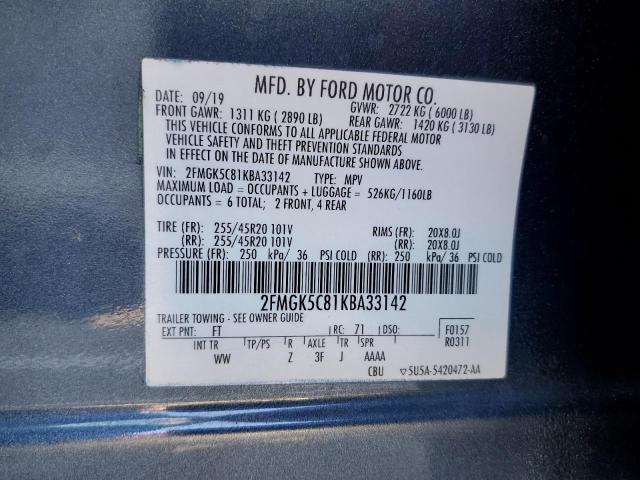 MFD. BY FORD MOTOR CO.
DATE: 09/19 GVWR: 2722 KG ( 6000 LB)
FRONT GAWR: 1311 KG ( 2890 LB) REAR GAWR: 1420 KG ( 3130 LB)
THIS VEHICLE CONFORMS TO ALL APPLICABLE FEDERAL MOTOR
VEHICLE SAFETY AND THEFT PREVENTION STANDARDS IN
EFFECT ON THE DATE OF MANUFACTURE SHOWN ABOVE.
VIN: 2FMGK5C81KBA33142 TYPE: MPV
MAXIMUM LOAD = OCCUPANTS + LUGGAGE = 526KG/1160LB
OCCUPANTS = 6 TOTAL; 2 FRONT, 4 REAR
TIRE (FR): 255/45R20 101V RIMS (FR): 20X8.0J
(RR): 255/45R20 101V (RR): 20X8.0J
PRESSURE (FR): 250 kPa/ 36 PSI COLD (RR): 250 kPa/ 36 PSI COLD
2FMGK5C81KBA33142
TRAILER TOWING - SEE OWNER GUIDE
EXT PNT: FT RC: 71 DSO: F0157
INT TR TP/PS R AXLE TR SPR R0311
WW Z 3F J AAAA
CBU ▽5U5A-5420472-AA